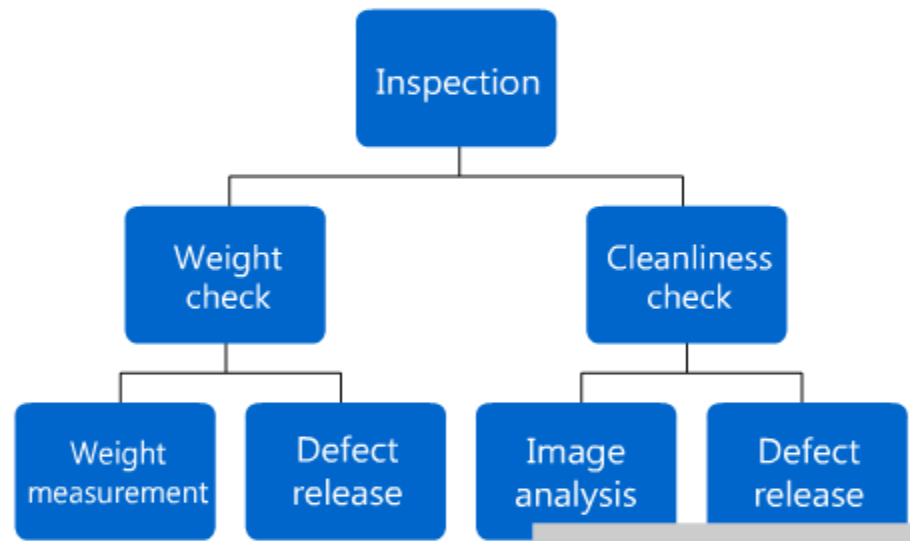 Inspection
Weight
check
Cleanliness
check
Weight
measurement
Defect
release
Image
analysis
Defect
release